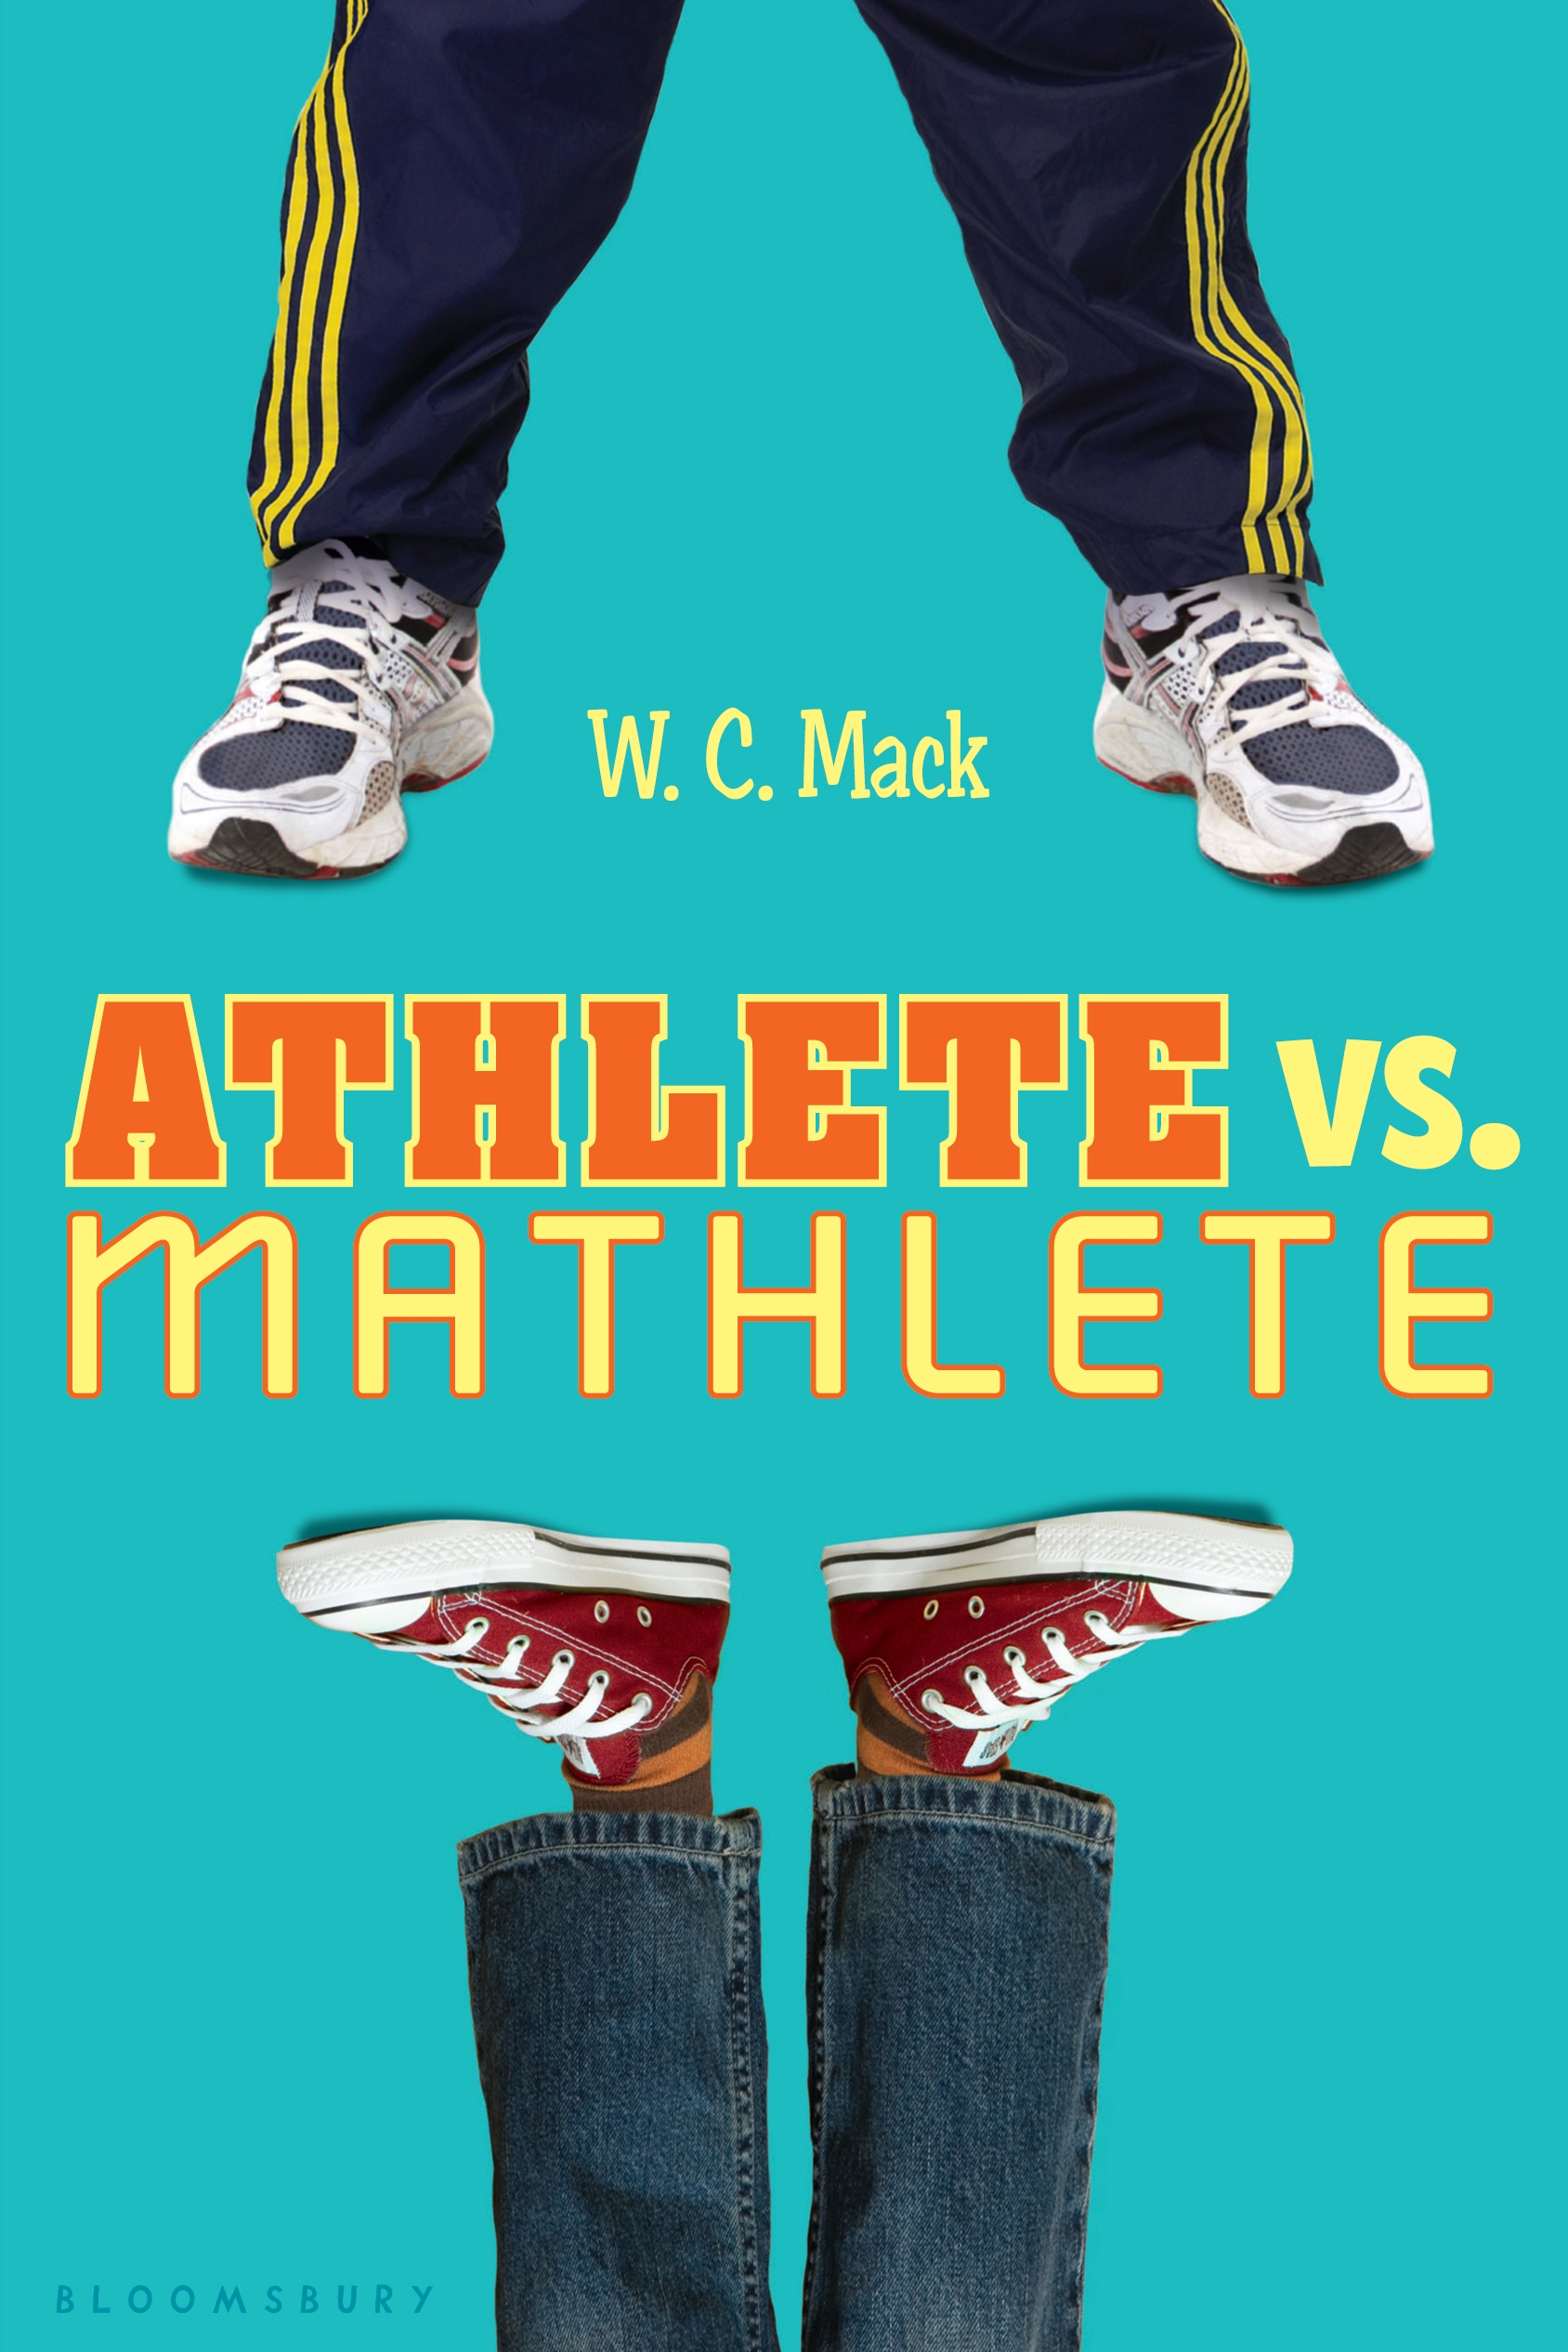 W. C. Mack
ATHLETE vs.
MATHLETE
BLOOMSBURY